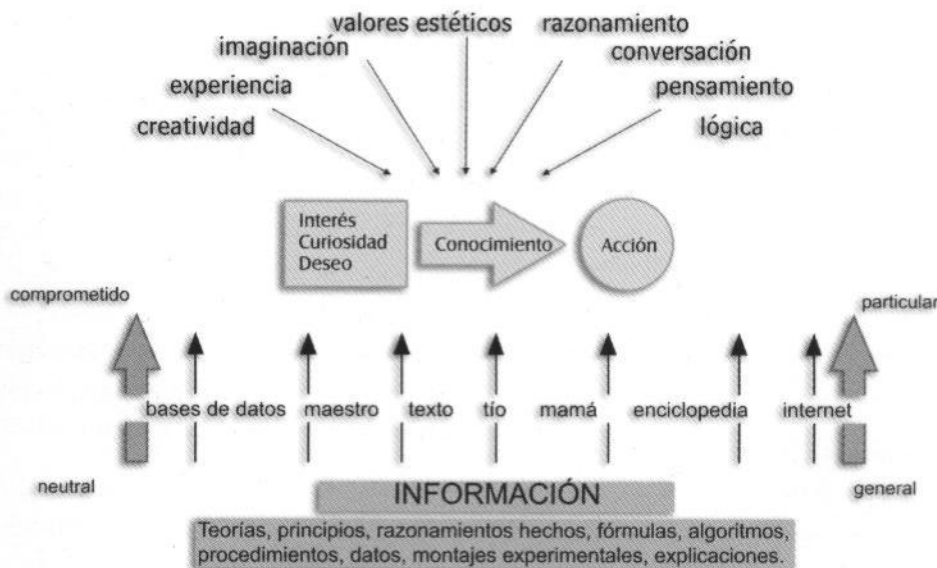 valores estéticos
razonamiento
imaginación
conversación
experiencia
pensamiento
creatividad
lógica
Interés
Curiosidad
Deseo
Conocimiento
Acción
comprometido
particular
bases de datos maestro texto tío mamá enciclopedia internet
neutral
general
INFORMACIÓN
Teorías, principios, razonamientos hechos, fórmulas, algoritmos,
procedimientos, datos, montajes experimentales, explicaciones.